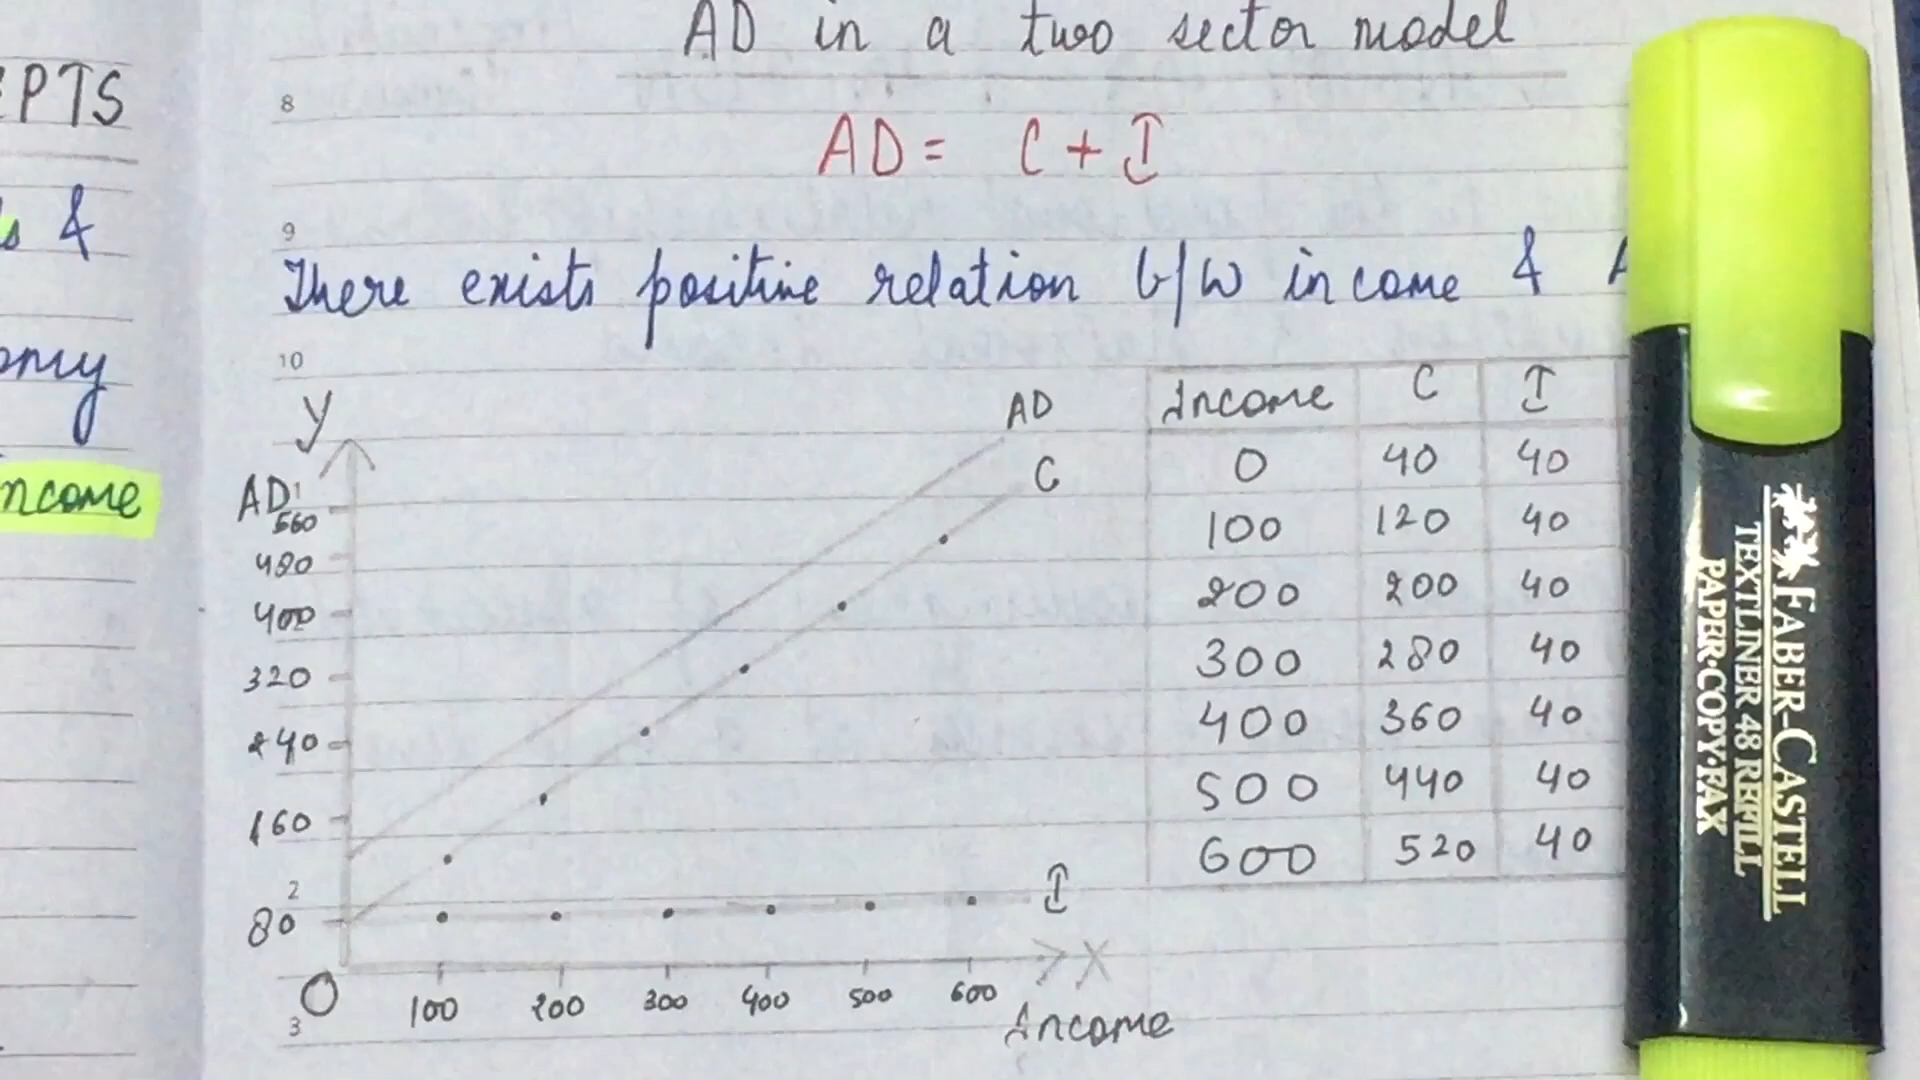 AD in a two sector model
EPTS
8
AD = C + I
& 
9
There exists positive relation b/w income &
10
ncome
Y
AD
560
480
400
320
240
160
80
O
AD
C
I
X
100 200 300 400 500 600
Income
Income C I
0 40 40
100 120 40
200 200 40
300 280 40
400 360 40
500 440 40
600 520 40
1
2
3
FABER-CASTELL
TEXTLINER 48 REFILL
PAPER·COPY·FAX